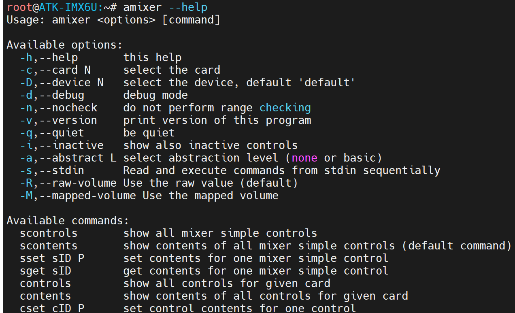 root@ATK-IMX6U:~# amixer --help
Usage: amixer <options> [command]

Available options:
  -h,--help       this help
  -c,--card N     select the card
  -D,--device N   select the device, default 'default'
  -d,--debug      debug mode
  -n,--nocheck    do not perform range checking
  -v,--version    print version of this program
  -q,--quiet      be quiet
  -i,--inactive   show also inactive controls
  -a,--abstract L select abstraction level (none or basic)
  -s,--stdin      Read and execute commands from stdin sequentially
  -R,--raw-volume Use the raw value (default)
  -M,--mapped-volume Use the mapped volume

Available commands:
  scontrols       show all mixer simple controls
  scontents       show contents of all mixer simple controls (default command)
  sset sID P      set contents for one mixer simple control
  sget sID        get contents for one mixer simple control
  controls        show all controls for given card
  contents        show contents of all controls for given card
  cset cID P      set control contents for one control